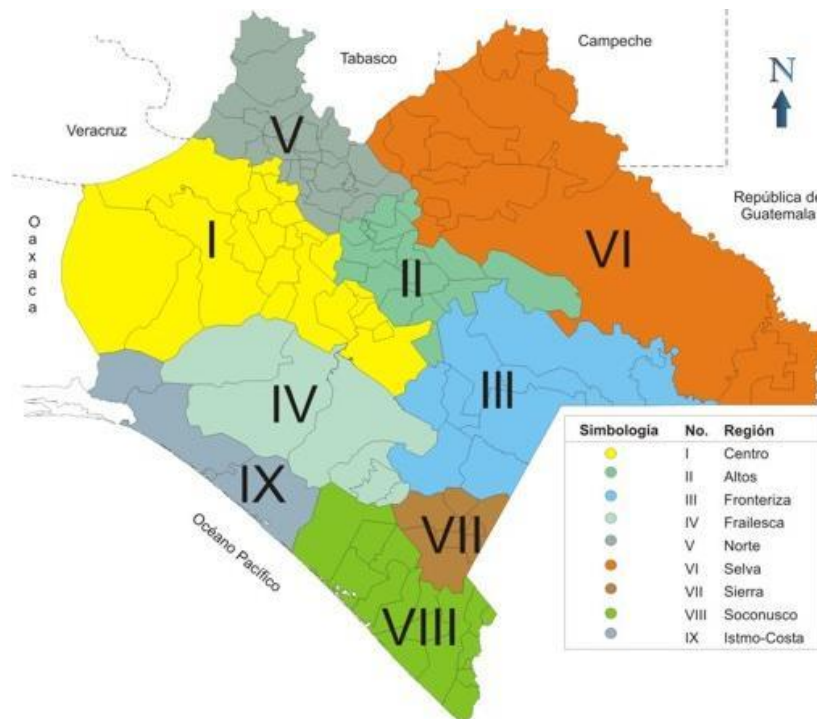 Campeche
Tabasco
N
Veracruz
V
República de
Guatemala
O
a
x
a
c
a
I
VI
II
III
IV
IX
Océano Pacífico
VII
VIII
Simbología No. Región
I Centro
II Altos
III Fronteriza
IV Frailesca
V Norte
VI Selva
VII Sierra
VIII Soconusco
IX Istmo-Costa